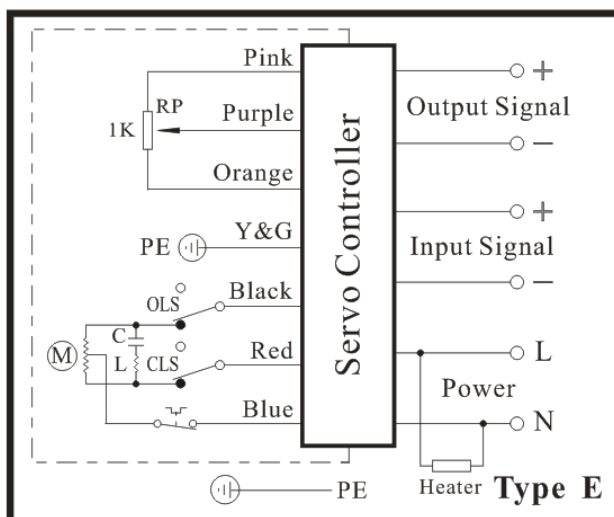 Pink
RP
1K
Purple
Orange
Y&G
PE
OLS
Black
C
M
L
CLS
Red
Blue
PE
Servo Controller
+
Output Signal
−
+
Input Signal
−
L
Power
N
Heater
Type E